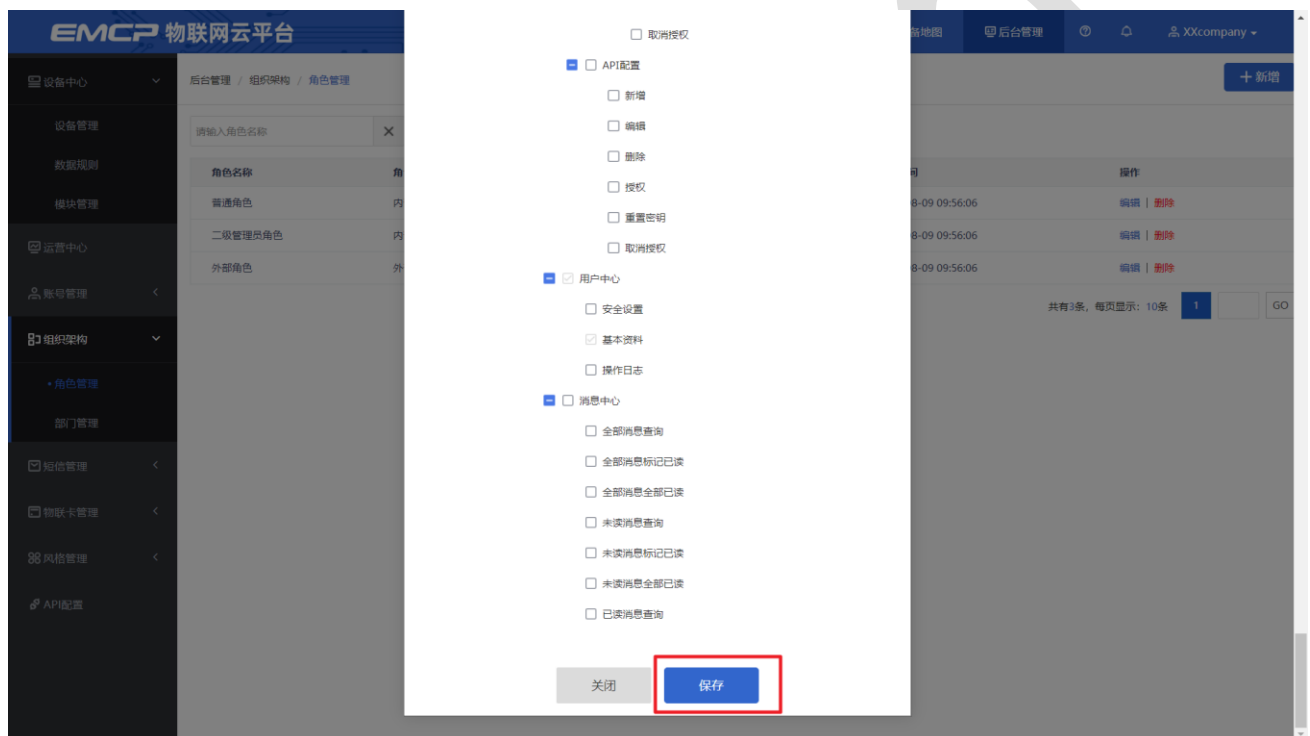 EMCP 物联网云平台
备地图
后台管理
XXcompany
设备中心
设备管理
数据规则
模块管理
运营中心
账号管理
组织架构
• 角色管理
部门管理
短信管理
物联卡管理
风格管理
API配置
后台管理 / 组织架构 / 角色管理
十新增
请输入角色名称
角色名称
角
间
操作
普通角色
内
8-09 09:56:06
编辑 | 删除
二级管理员角色
内
8-09 09:56:06
编辑 | 删除
外部角色
外
8-09 09:56:06
编辑 | 删除
共有3条，每页显示：10条
1
GO
取消授权
API配置
新增
编辑
删除
授权
重置密钥
取消授权
用户中心
安全设置
基本资料
操作日志
消息中心
全部消息查询
全部消息标记已读
全部消息全部已读
未读消息查询
未读消息标记已读
未读消息全部已读
已读消息查询
关闭
保存